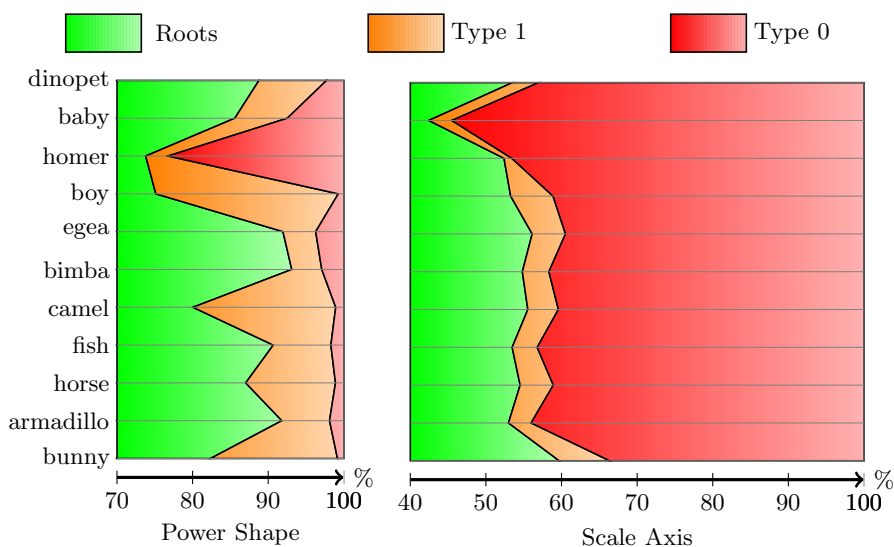 Roots Type 1 Type 0
dinopet
baby
homer
boy
egea
bimba
camel
fish
horse
armadillo
bunny
% %
70 80 90 100 40 50 60 70 80 90 100
Power Shape Scale Axis